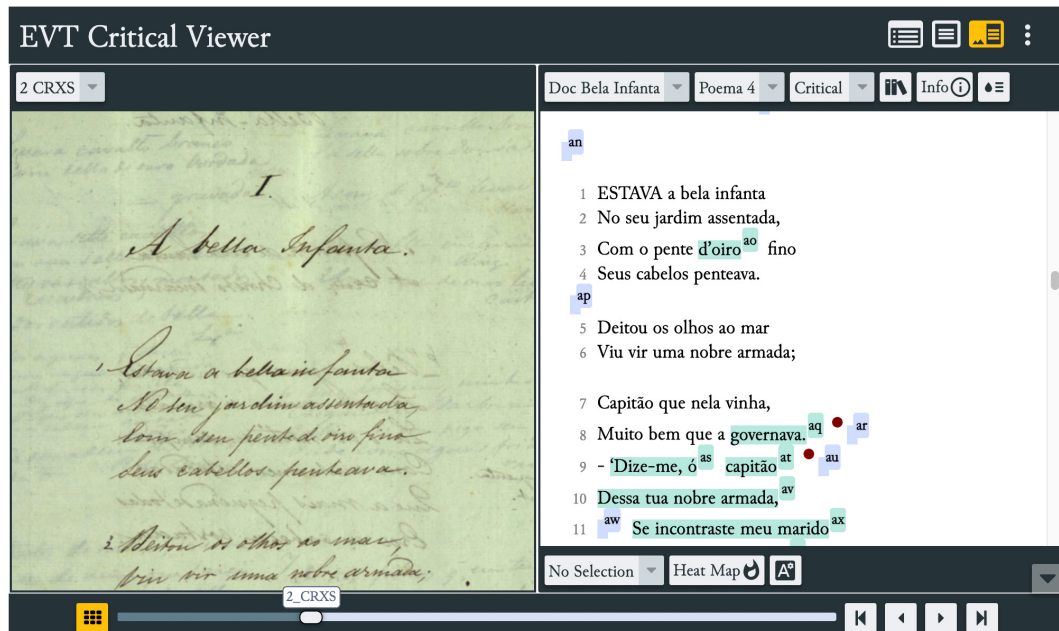 EVT Critical Viewer
2 CRXS
Doc Bela Infanta Poema 4 Critical Info
I.
A bella Infanta.
1 Estava a bella infanta
No seu jardim assentada,
Com seu pente d'oiro fino
Seus cabellos penteava.
2 Deitou os olhos ao mar,
viu vir uma nobre armada;
an
1 ESTAVA a bela infanta
2 No seu jardim assentada,
3 Com o pente d'oiro ao fino
4 Seus cabelos penteava.
ap
5 Deitou os olhos ao mar
6 Viu vir uma nobre armada;
7 Capitão que nela vinha,
8 Muito bem que a governava. aq ar
9 - 'Dize-me, ó as capitão at au
10 Dessa tua nobre armada, av
11 aw Se incontraste meu marido ax
No Selection Heat Map A
2_CRXS